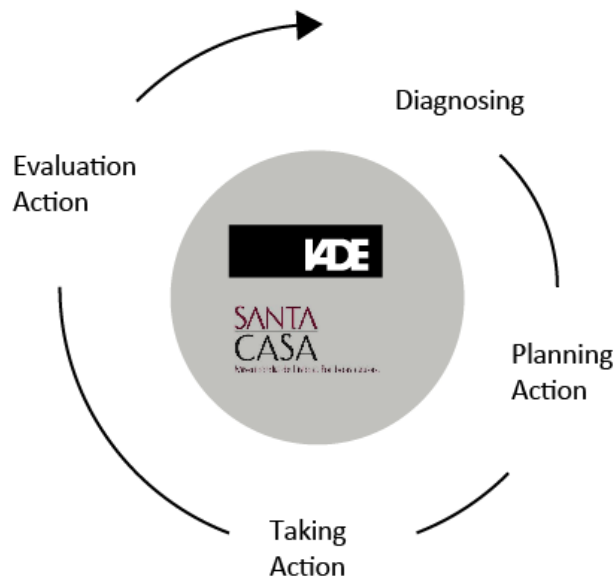 Diagnosing
Evaluation
Action
IADE
SANTA
CASA
Planning
Action
Taking
Action